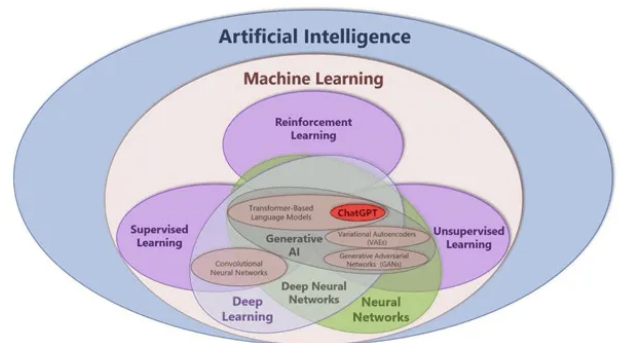 Artificial Intelligence
Machine Learning
Reinforcement
Learning
Transformer-Based
Language Models
ChatGPT
Supervised
Learning
Generative
AI
Variational Autoencoders
(VAEs)
Unsupervised
Learning
Convolutional
Neural Networks
Generative Adversarial
Networks (GANs)
Deep Neural
Networks
Deep
Learning
Neural
Networks